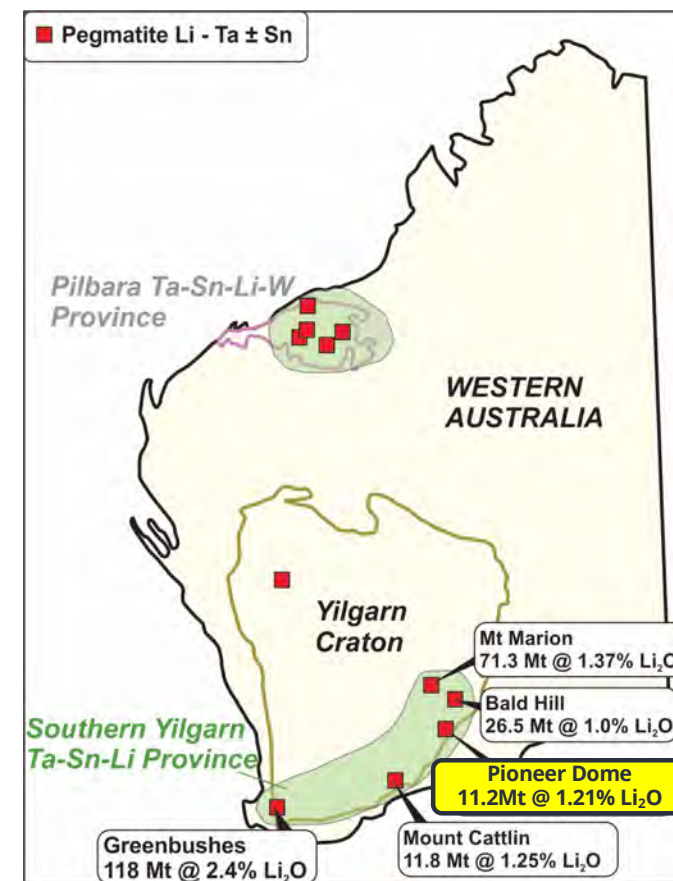 Pegmatite Li - Ta ± Sn
Pilbara Ta-Sn-Li-W
Province
WESTERN
AUSTRALIA
Yilgarn
Craton
Mt Marion
71.3 Mt @ 1.37% Li₂O
Bald Hill
26.5 Mt @ 1.0% Li₂O
Southern Yilgarn
Ta-Sn-Li Province
Pioneer Dome
11.2Mt @ 1.21% Li₂O
Greenbushes
118 Mt @ 2.4% Li₂O
Mount Cattlin
11.8 Mt @ 1.25% Li₂O